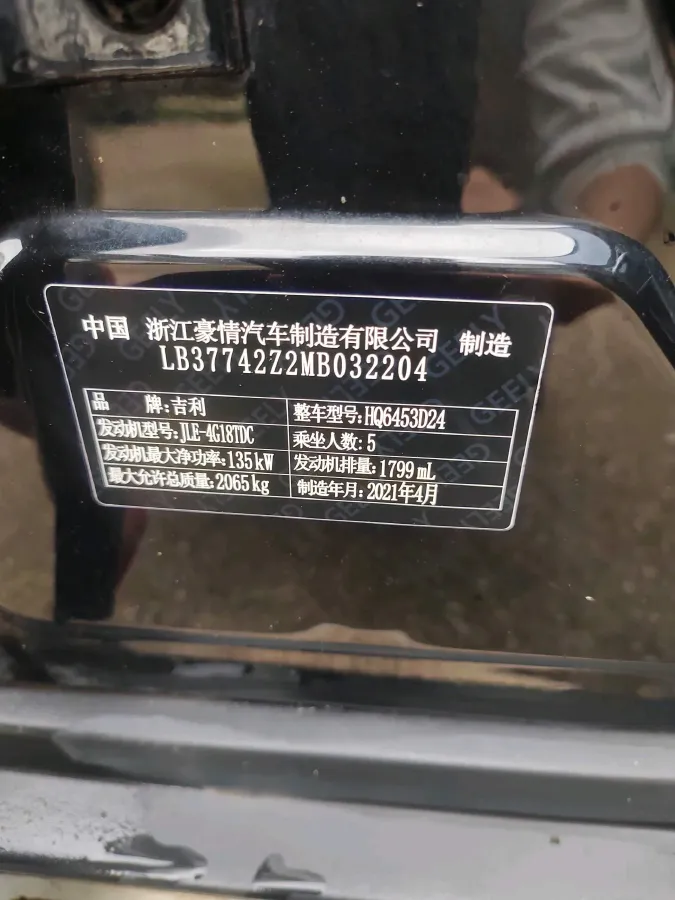 中国 浙江豪情汽车制造有限公司 制造
LB37742Z2MB032204
品 牌:吉利 整车型号:HQ6453D24
发动机型号:JLE-4G18TDC 乘坐人数:5
发动机最大净功率:135kW 发动机排量:1799mL
最大允许总质量:2065kg 制造年月:2021年4月